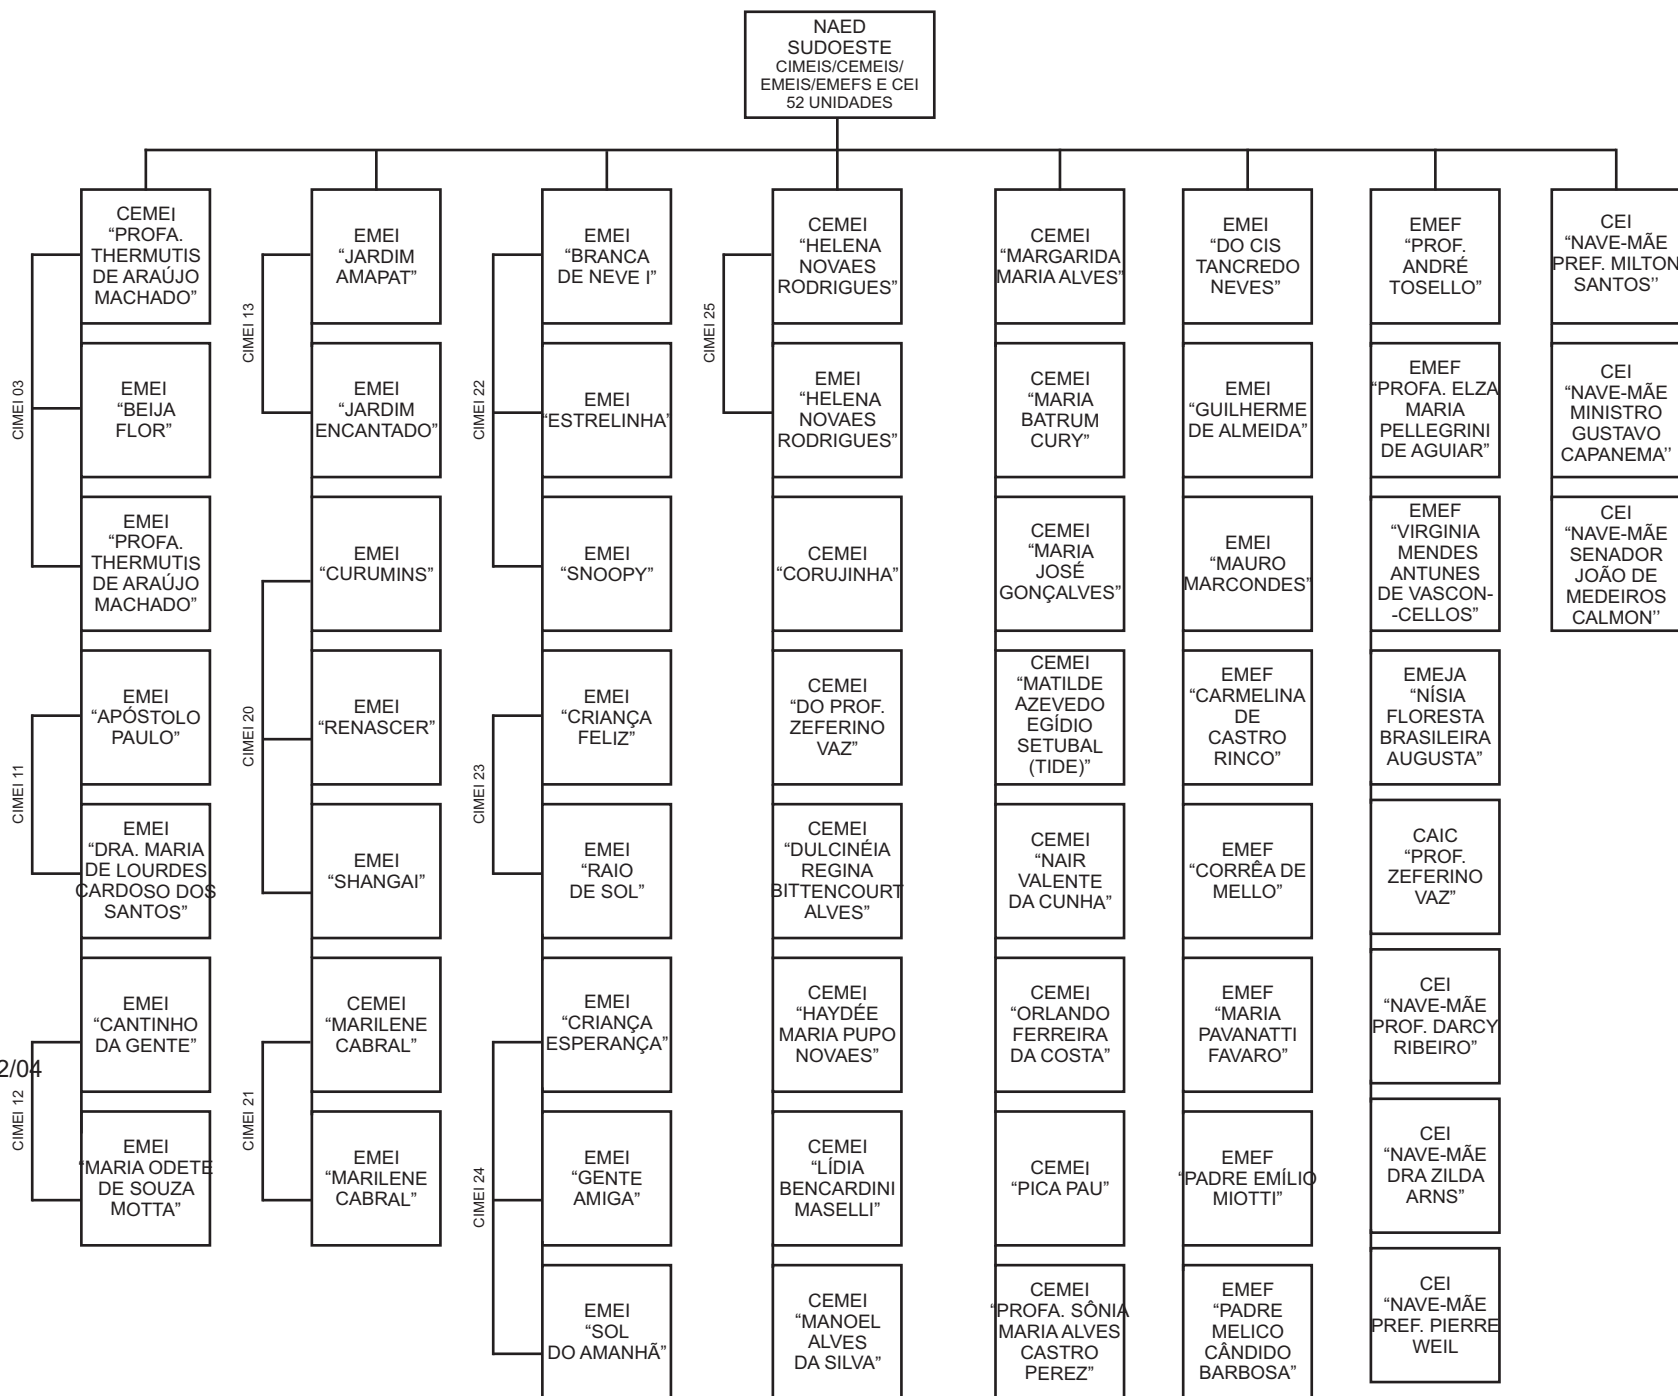 NAED
SUDOESTE
CIMEIS/CEMEIS/
EMEIS/EMEFS E CEI
52 UNIDADES
CIMEI 03
CEMEI
“PROFA.
THERMUTIS
DE ARAÚJO
MACHADO”
EMEI
“BEIJA
FLOR”
EMEI
“PROFA.
THERMUTIS
DE ARAÚJO
MACHADO”
CIMEI 11
EMEI
“APÓSTOLO
PAULO”
EMEI
“DRA. MARIA
DE LOURDES
CARDOSO DOS
SANTOS”
2/04
CIMEI 12
EMEI
“CANTINHO
DA GENTE”
EMEI
“MARIA ODETE
DE SOUZA
MOTTA”
CIMEI 13
EMEI
“JARDIM
AMAPAT”
EMEI
“JARDIM
ENCANTADO”
CIMEI 20
EMEI
“CURUMINS”
EMEI
“RENASCER”
EMEI
“SHANGAI”
CIMEI 21
CEMEI
“MARILENE
CABRAL”
EMEI
“MARILENE
CABRAL”
CIMEI 22
EMEI
“BRANCA
DE NEVE I”
EMEI
“ESTRELINHA”
EMEI
“SNOOPY”
CIMEI 23
EMEI
“CRIANÇA
FELIZ”
EMEI
“RAIO
DE SOL”
CIMEI 24
EMEI
“CRIANÇA
ESPERANÇA”
EMEI
“GENTE
AMIGA”
EMEI
“SOL
DO AMANHÃ”
CIMEI 25
CEMEI
“HELENA
NOVAES
RODRIGUES”
EMEI
“HELENA
NOVAES
RODRIGUES”
CEMEI
“CORUJINHA”
CEMEI
“DO PROF.
ZEFERINO
VAZ”
CEMEI
“DULCINÉIA
REGINA
BITTENCOURT
ALVES”
CEMEI
“HAYDÉE
MARIA PUPO
NOVAES”
CEMEI
“LÍDIA
BENCARDINI
MASELLI”
CEMEI
“MANOEL
ALVES
DA SILVA”
CEMEI
“MARGARIDA
MARIA ALVES”
CEMEI
“MARIA
BATRUM
CURY”
CEMEI
“MARIA
JOSÉ
GONÇALVES”
CEMEI
“MATILDE
AZEVEDO
EGÍDIO
SETUBAL
(TIDE)”
CEMEI
“NAIR
VALENTE
DA CUNHA”
CEMEI
“ORLANDO
FERREIRA
DA COSTA”
CEMEI
“PICA PAU”
CEMEI
“PROFA. SÔNIA
MARIA ALVES
CASTRO
PEREZ”
EMEI
“DO CIS
TANCREDO
NEVES”
EMEI
“GUILHERME
DE ALMEIDA”
EMEI
“MAURO
MARCONDES”
EMEF
“CARMELINA
DE
CASTRO
RINCO”
EMEF
“CORRÊA DE
MELLO”
EMEF
“MARIA
PAVANATTI
FAVARO”
EMEF
“PADRE EMÍLIO
MIOTTI”
EMEF
“PADRE
MELICO
CÂNDIDO
BARBOSA”
EMEF
“PROF.
ANDRÉ
TOSELLO”
EMEF
“PROFA. ELZA
MARIA
PELLEGRINI
DE AGUIAR”
EMEF
“VIRGINIA
MENDES
ANTUNES
DE VASCON-
-CELLOS”
EMEJA
“NÍSIA
FLORESTA
BRASILEIRA
AUGUSTA”
CAIC
“PROF.
ZEFERINO
VAZ”
CEI
“NAVE-MÃE
PROF. DARCY
RIBEIRO”
CEI
“NAVE-MÃE
DRA ZILDA
ARNS”
CEI
“NAVE-MÃE
PREF. PIERRE
WEIL
CEI
“NAVE-MÃE
PREF. MILTON
SANTOS’’
CEI
“NAVE-MÃE
MINISTRO
GUSTAVO
CAPANEMA’’
CEI
“NAVE-MÃE
SENADOR
JOÃO DE
MEDEIROS
CALMON’’